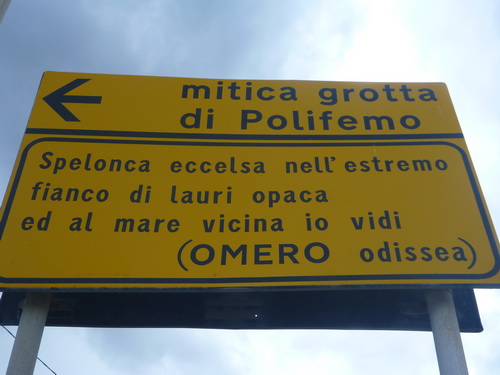 mitica grotta
di Polifemo
Spelonca eccelsa nell'estremo
fianco di lauri opaca
ed al mare vicina io vidi
(OMERO odissea)